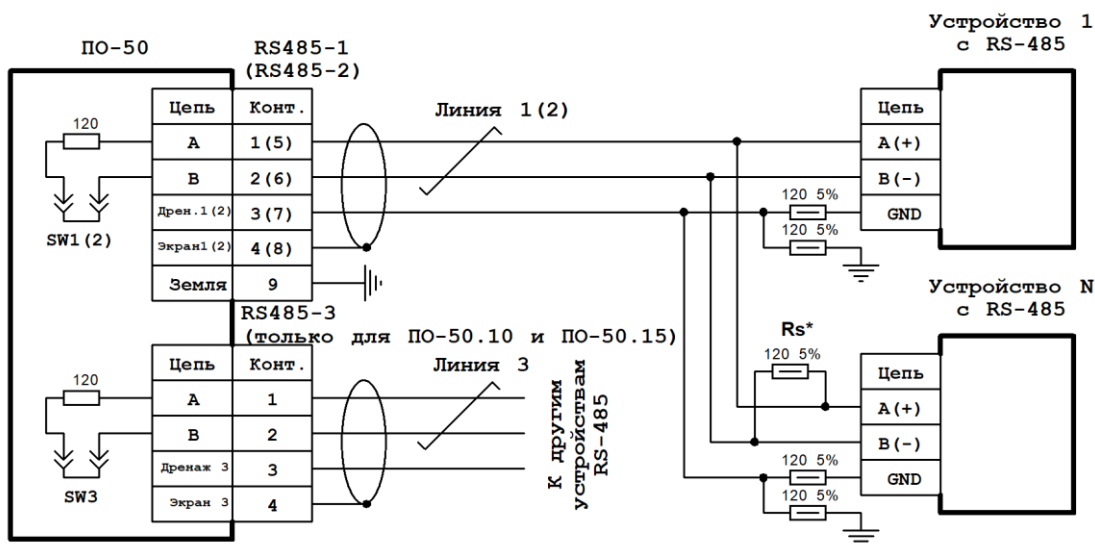 Устройство 1
с RS-485
ПО-50
RS485-1
(RS485-2)
Цепь Конт.
120
А 1(5)
В 2(6)
Дрен.1(2) 3(7)
SW1(2)
Экран1(2) 4(8)
Земля 9
Линия 1(2)
Цепь
А(+)
В(-)
120 5%
GND
120 5%
RS485-3
(только для ПО-50.10 и ПО-50.15)
Цепь Конт.
120
А 1
В 2
Дренаж 3 3
SW3
Экран 3 4
Линия 3
К другим
устройствам
RS-485
Устройство N
с RS-485
Rs*
120 5%
Цепь
А(+)
В(-)
120 5%
GND
120 5%